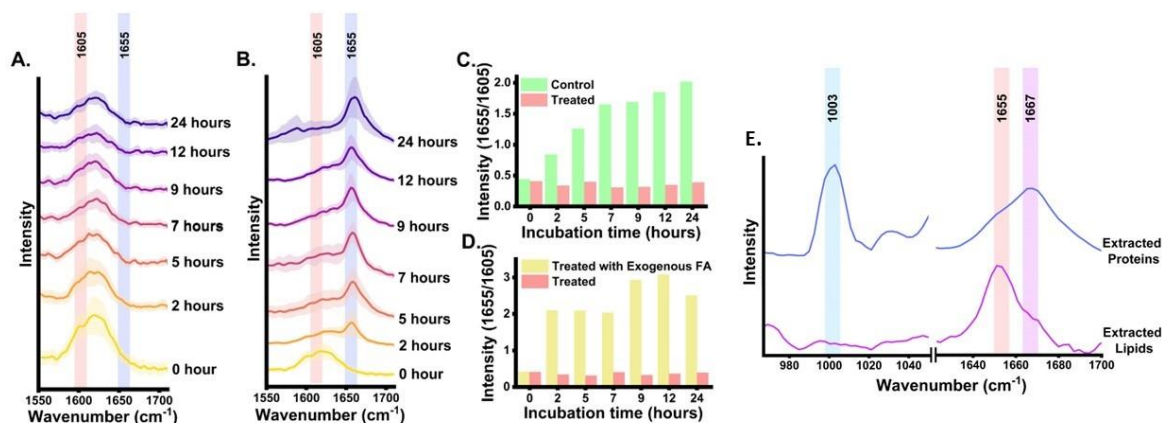 A.
1605
1655
24 hours
12 hours
9 hours
7 hours
5 hours
2 hours
0 hour
Intensity
1550 1600 1650 1700
Wavenumber (cm⁻¹)
B.
1605
1655
24 hours
12 hours
9 hours
7 hours
5 hours
2 hours
0 hour
Intensity
1550 1600 1650 1700
Wavenumber (cm⁻¹)
C.
Control
Treated
Intensity (1655/1605)
2.0
1.5
1.0
0.5
0.0
0 2 5 7 9 12 24
Incubation time (hours)
D.
Treated with Exogenous FA
Treated
Intensity (1655/1605)
3
2
1
0
0 2 5 7 9 12 24
Incubation time (hours)
E.
1003
1655
1667
Intensity
Extracted
Proteins
Extracted
Lipids
980 1000 1020 1040 1640 1660 1680 1700
Wavenumber (cm⁻¹)